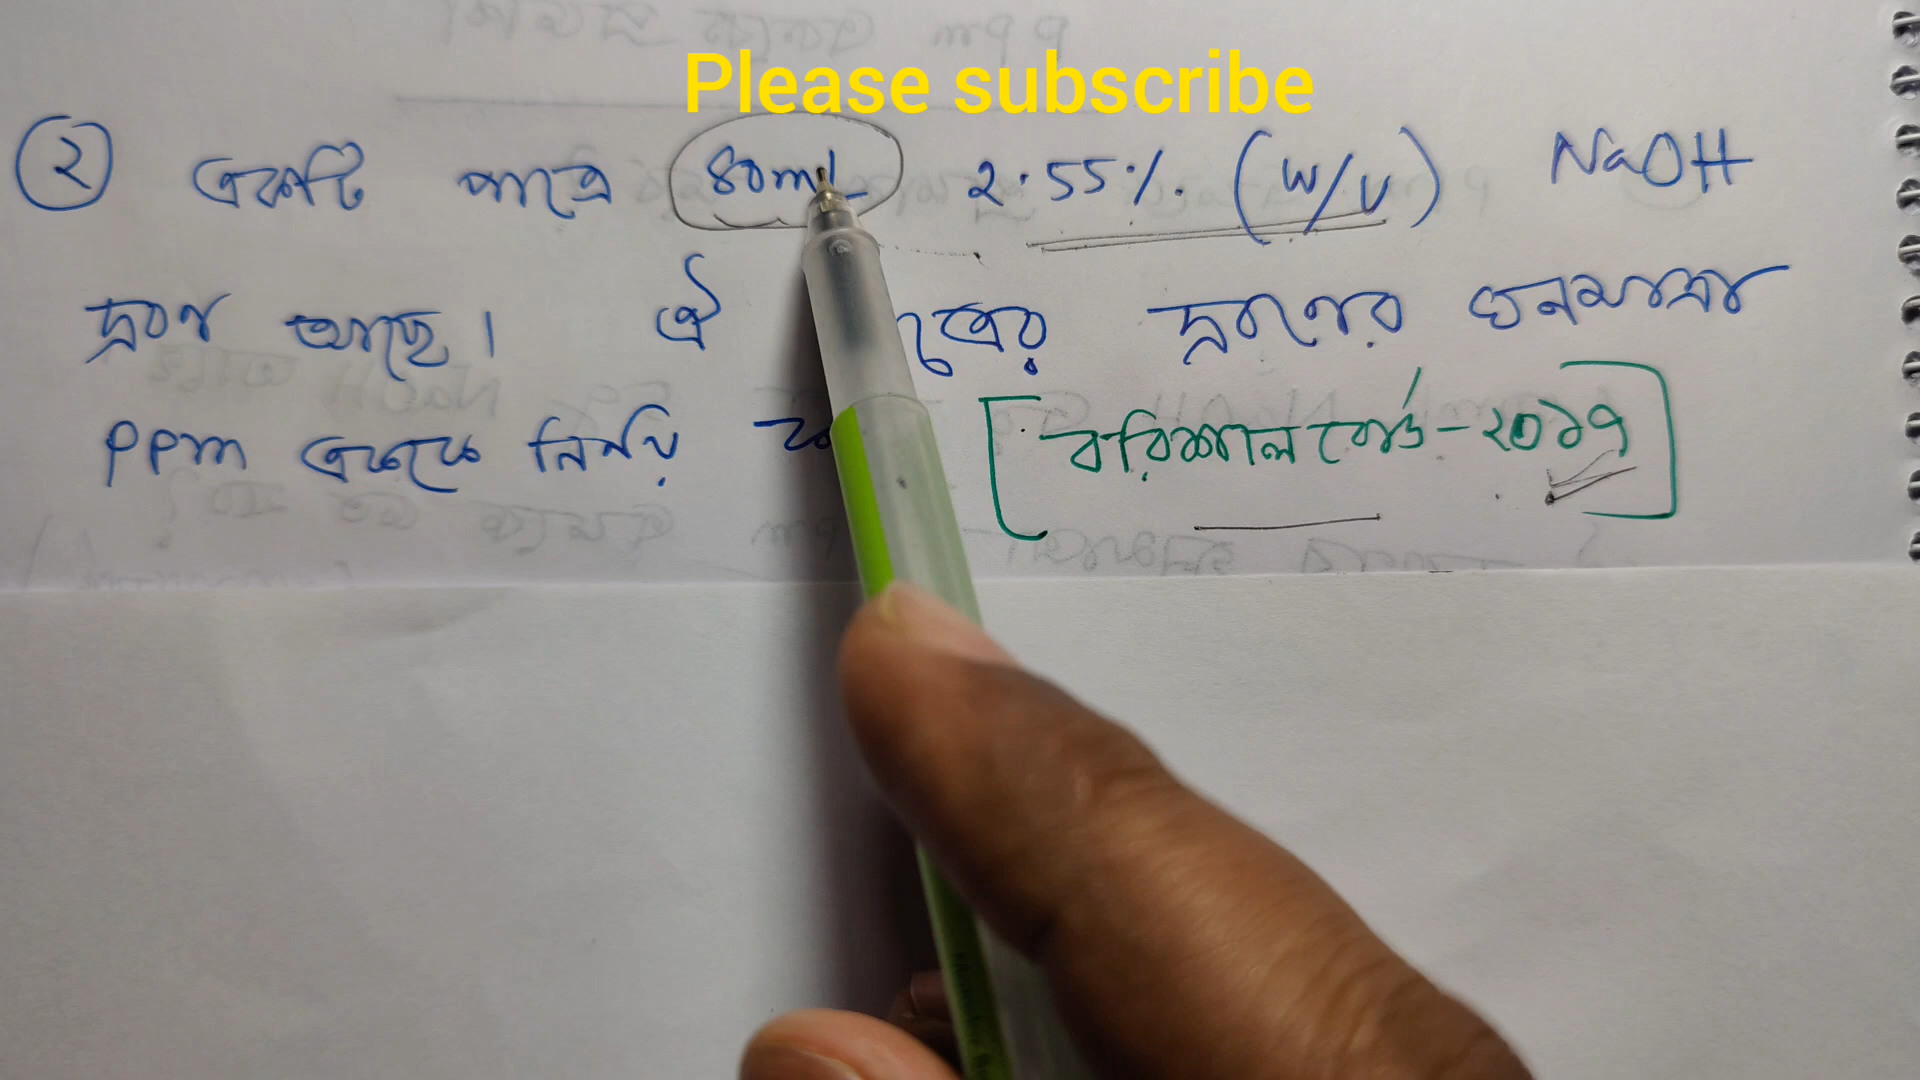 Please subscribe
২ একটি পাত্রে 80mL 2.55% (W/V) NaOH
দ্রবণ আছে। ঐ ত্রের দ্রবণের ঘনমাত্রা
ppm এককে নির্ণয় ক [বরিশাল বোর্ড-২০১৭]